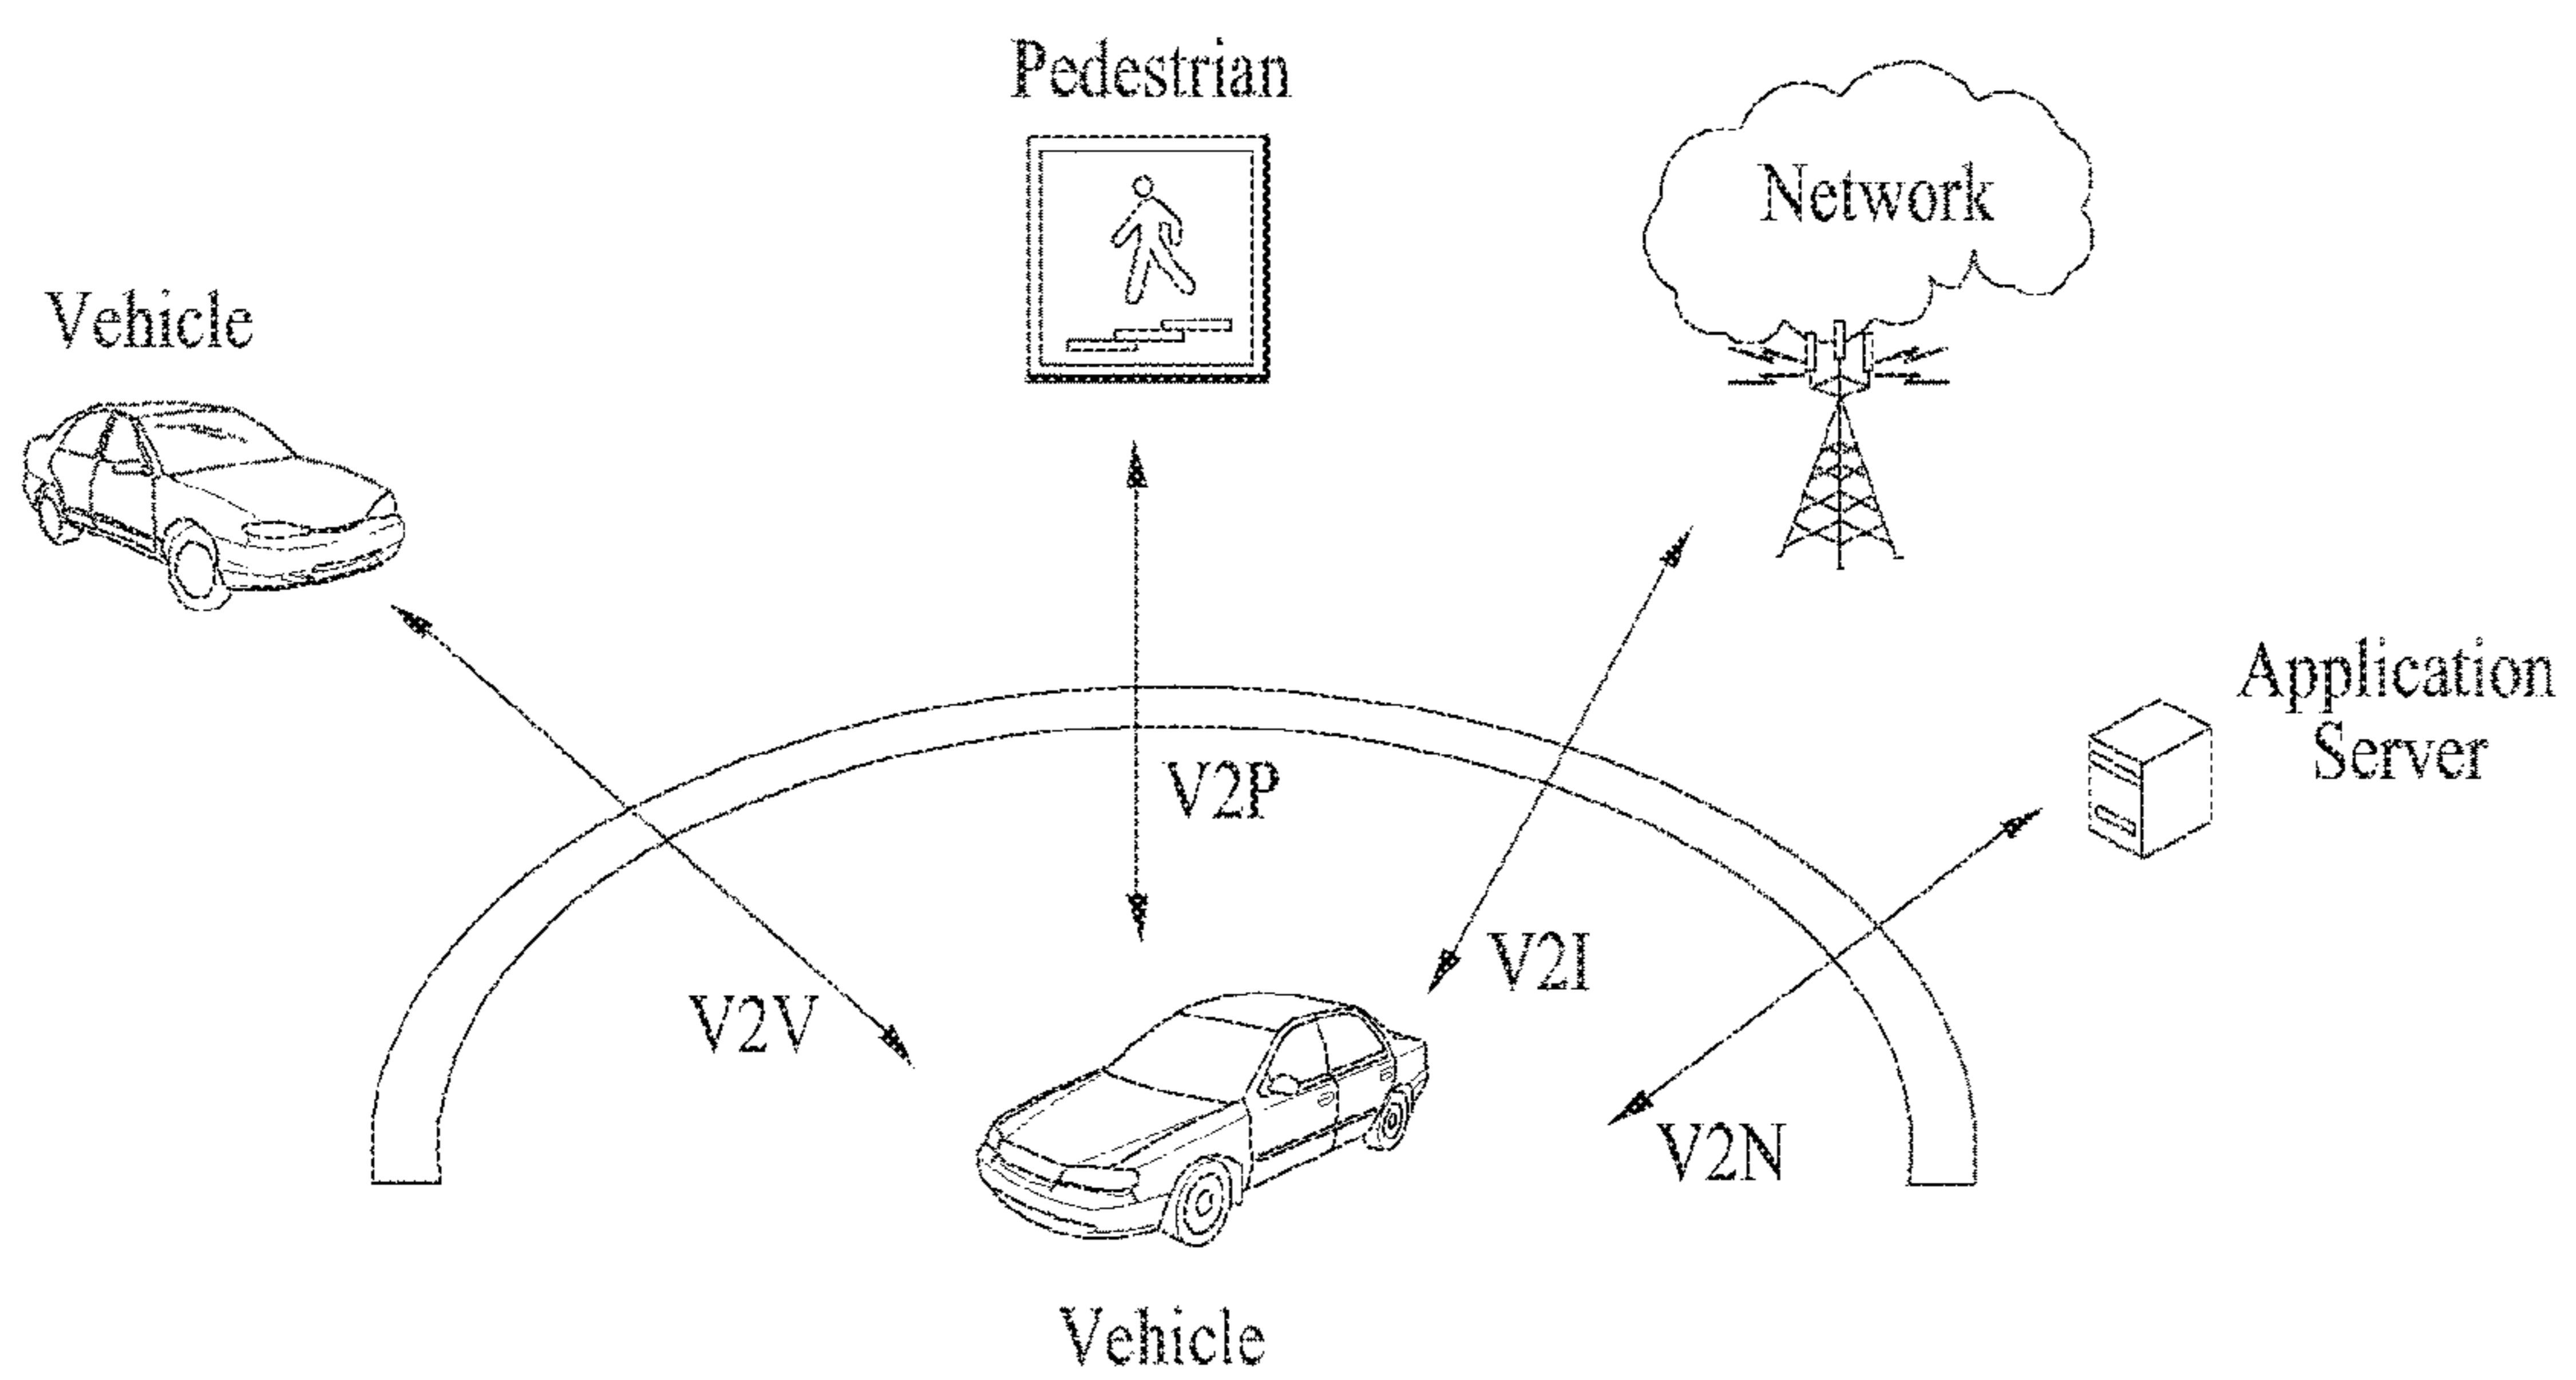 Pedestrian
Network
Vehicle
Application
Server
V2P
V2I
V2V
V2N
Vehicle